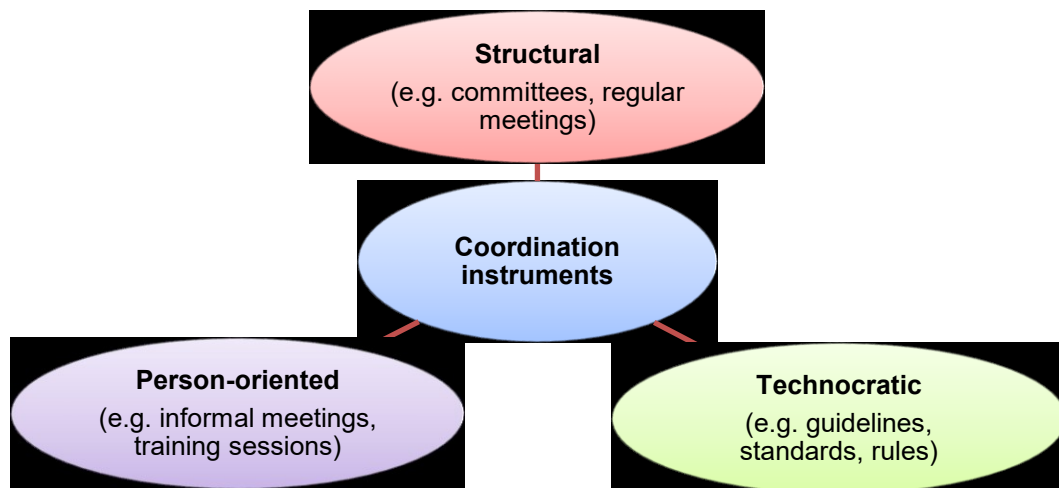 Structural
(e.g. committees, regular
meetings)
Coordination
instruments
Person-oriented
(e.g. informal meetings,
training sessions)
Technocratic
(e.g. guidelines,
standards, rules)